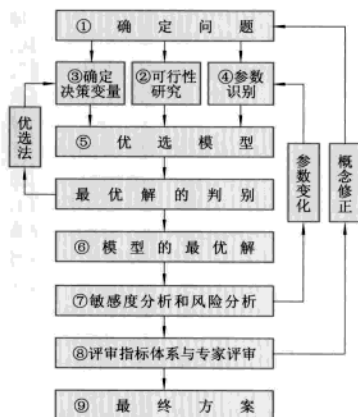 ①确定问题
③确定
决策变量
②可行性
研究
④参数
识别
⑤优选模型
优选法
最优解的判别
参数变化
概念修正
⑥模型的最优解
⑦敏感度分析和风险分析
⑧评审指标体系与专家评审
⑨最终方案